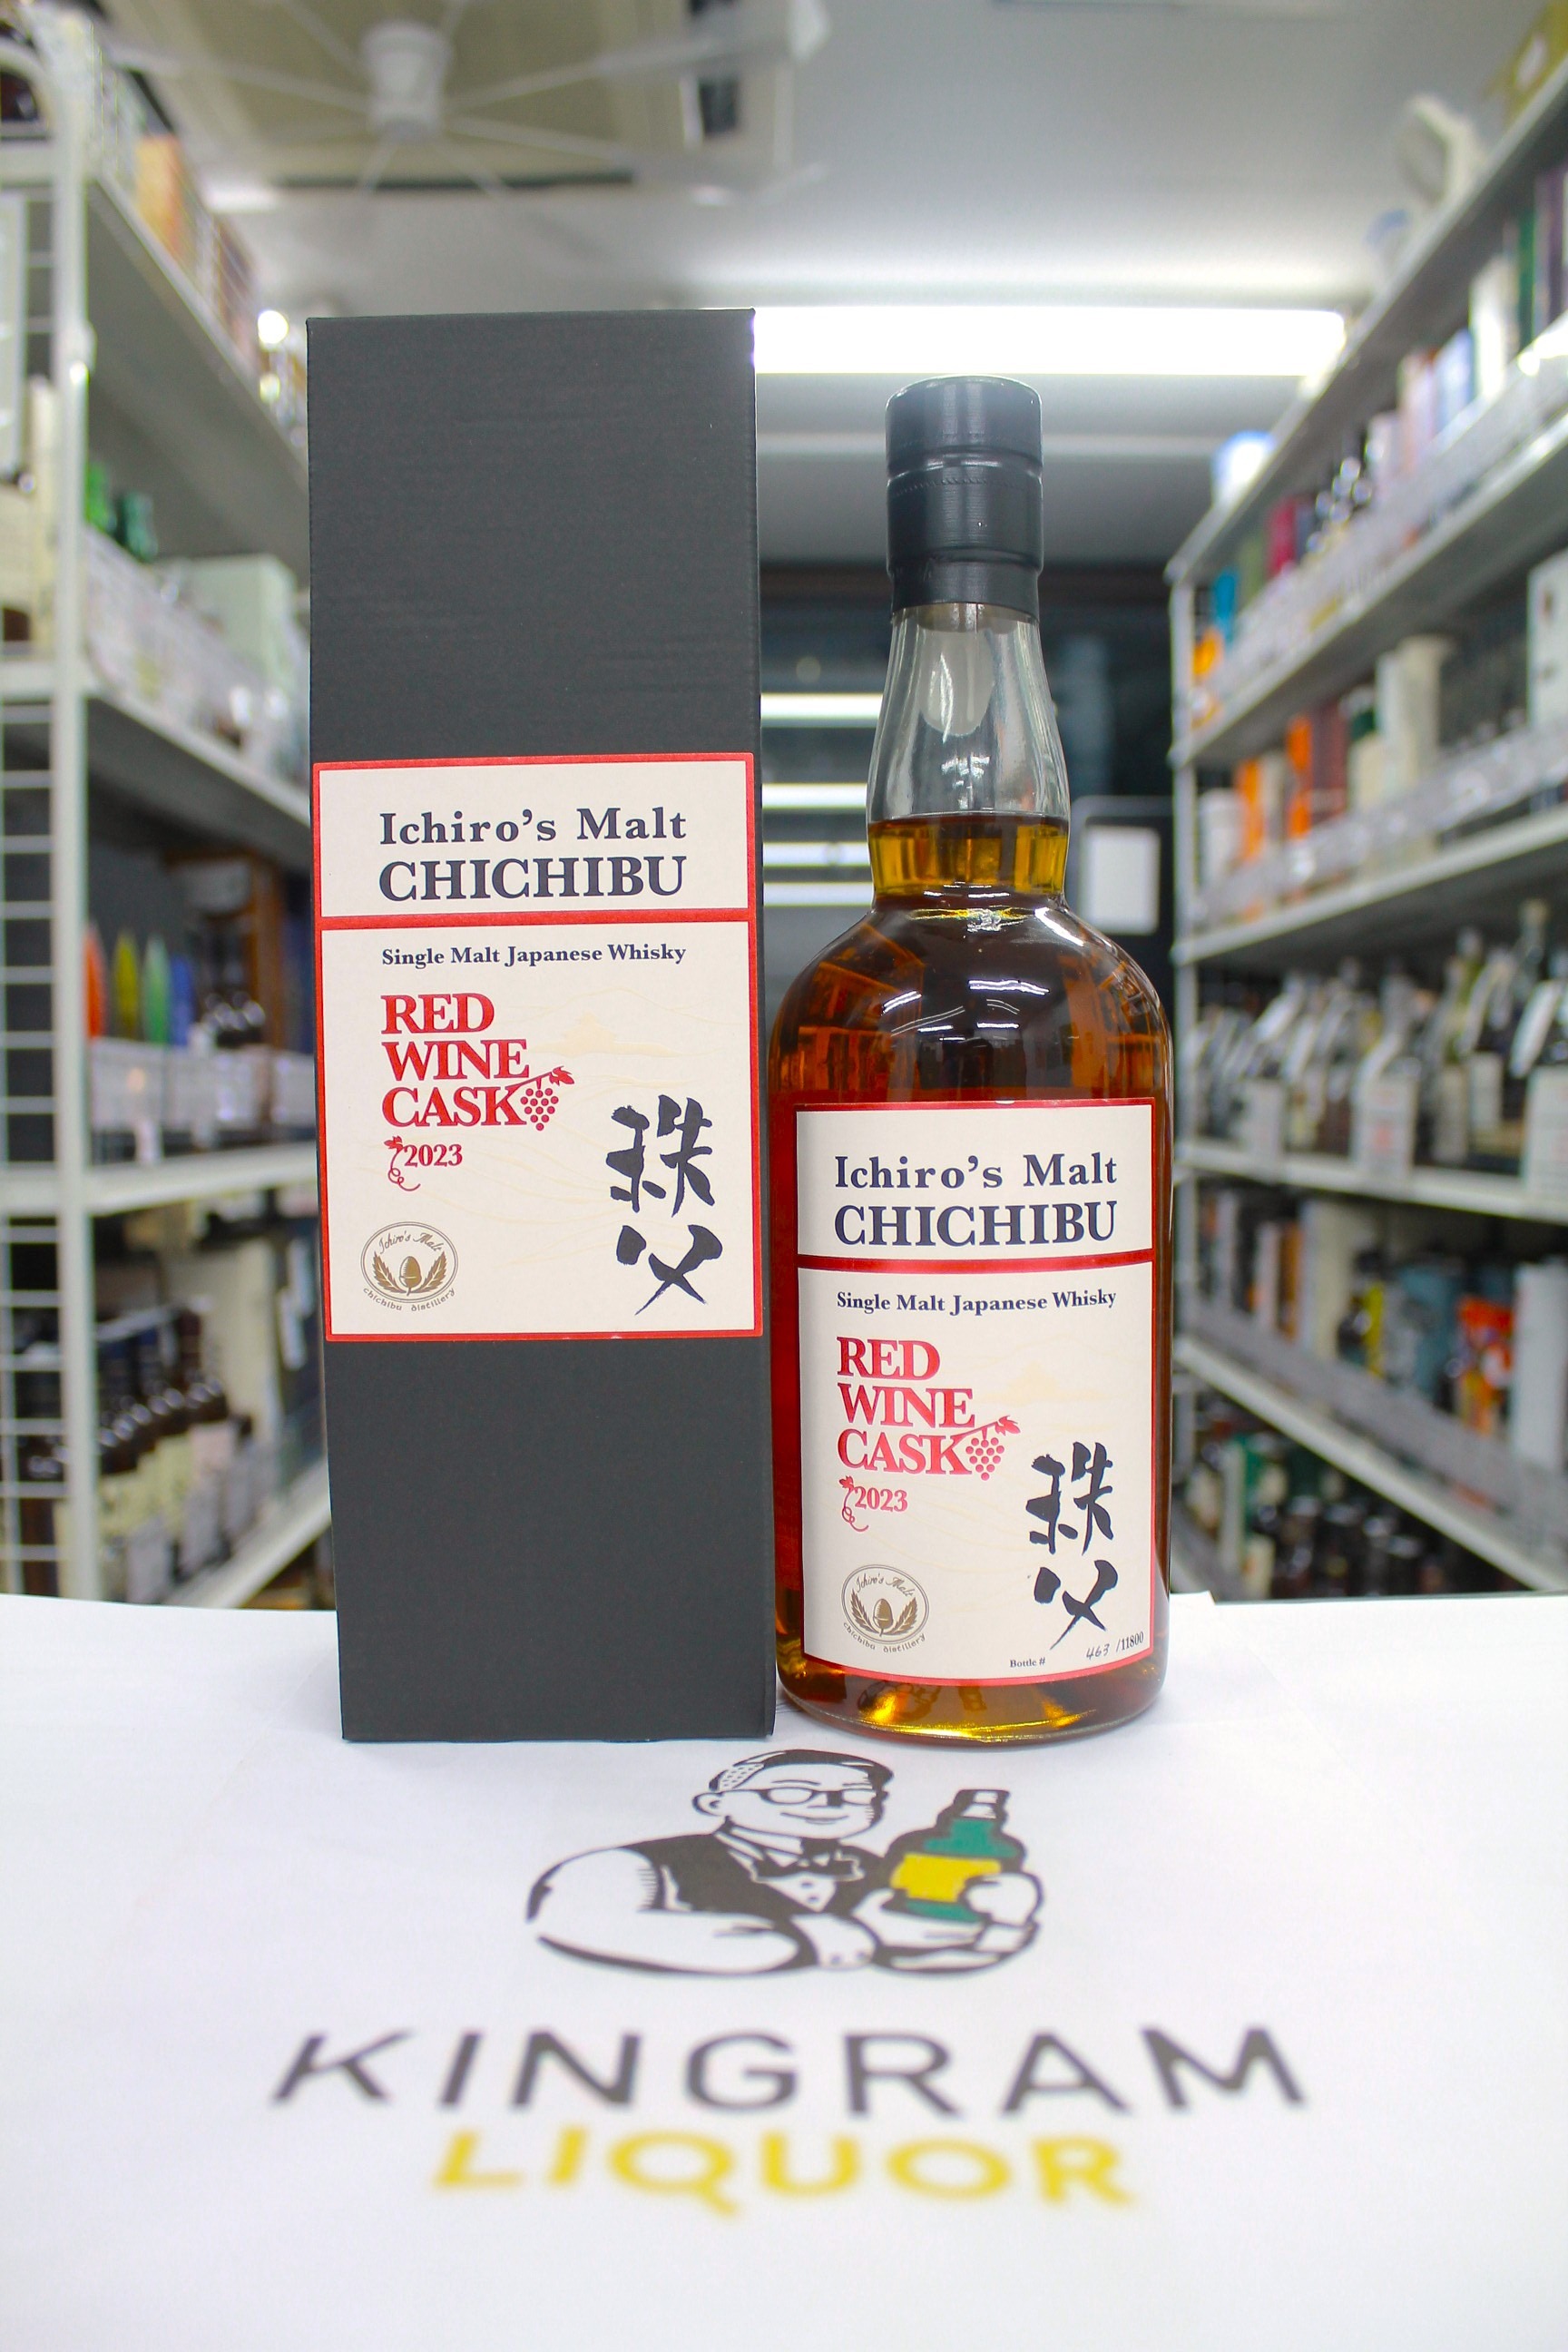 Ichiro's Malt
CHICHIBU
Single Malt Japanese Whisky
RED
WINE
CASK
2023
秩父
Ichiro's Malt
chichibu distillery
Ichiro's Malt
CHICHIBU
Single Malt Japanese Whisky
RED
WINE
CASK
2023
秩父
Ichiro's Malt
chichibu distillery
Bottle # 463 /11800
KINGRAM
LIQUOR